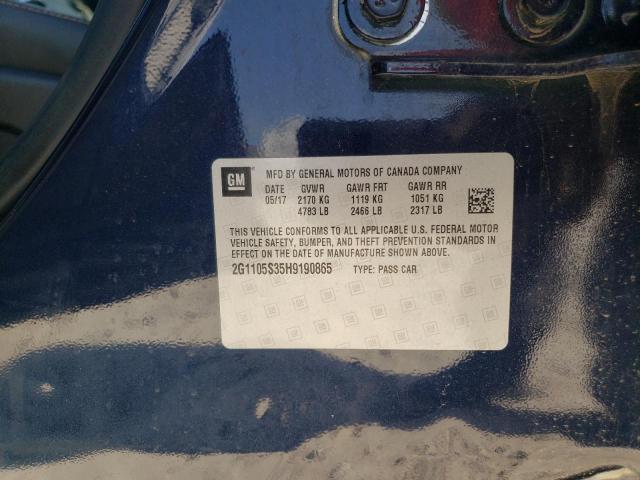 GM
MFD BY GENERAL MOTORS OF CANADA COMPANY
DATE GVWR GAWR FRT GAWR RR
05/17 2170 KG 1119 KG 1051 KG
4783 LB 2466 LB 2317 LB
THIS VEHICLE CONFORMS TO ALL APPLICABLE U.S. FEDERAL MOTOR
VEHICLE SAFETY, BUMPER, AND THEFT PREVENTION STANDARDS IN
EFFECT ON THE DATE OF MANUFACTURE SHOWN ABOVE.
2G1105S35H9190865 TYPE: PASS CAR